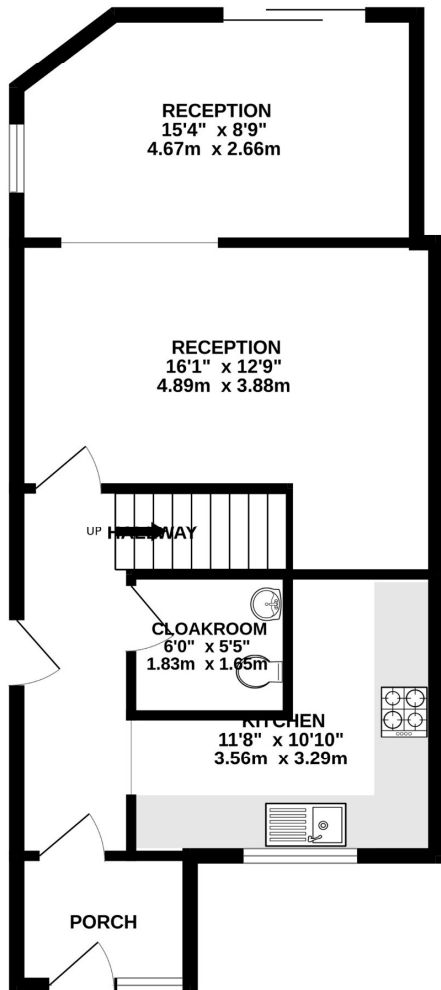 RECEPTION
15'4" x 8'9"
4.67m x 2.66m
RECEPTION
16'1" x 12'9"
4.89m x 3.88m
UP HALLWAY
CLOAKROOM
6'0" x 5'5"
1.83m x 1.65m
KITCHEN
11'8" x 10'10"
3.56m x 3.29m
PORCH